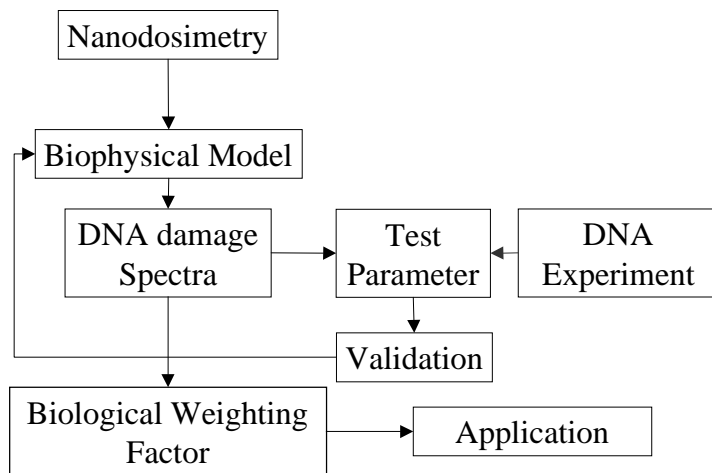 Nanodosimetry
Biophysical Model
DNA damage
Spectra
Test
Parameter
DNA
Experiment
Validation
Biological Weighting
Factor
Application